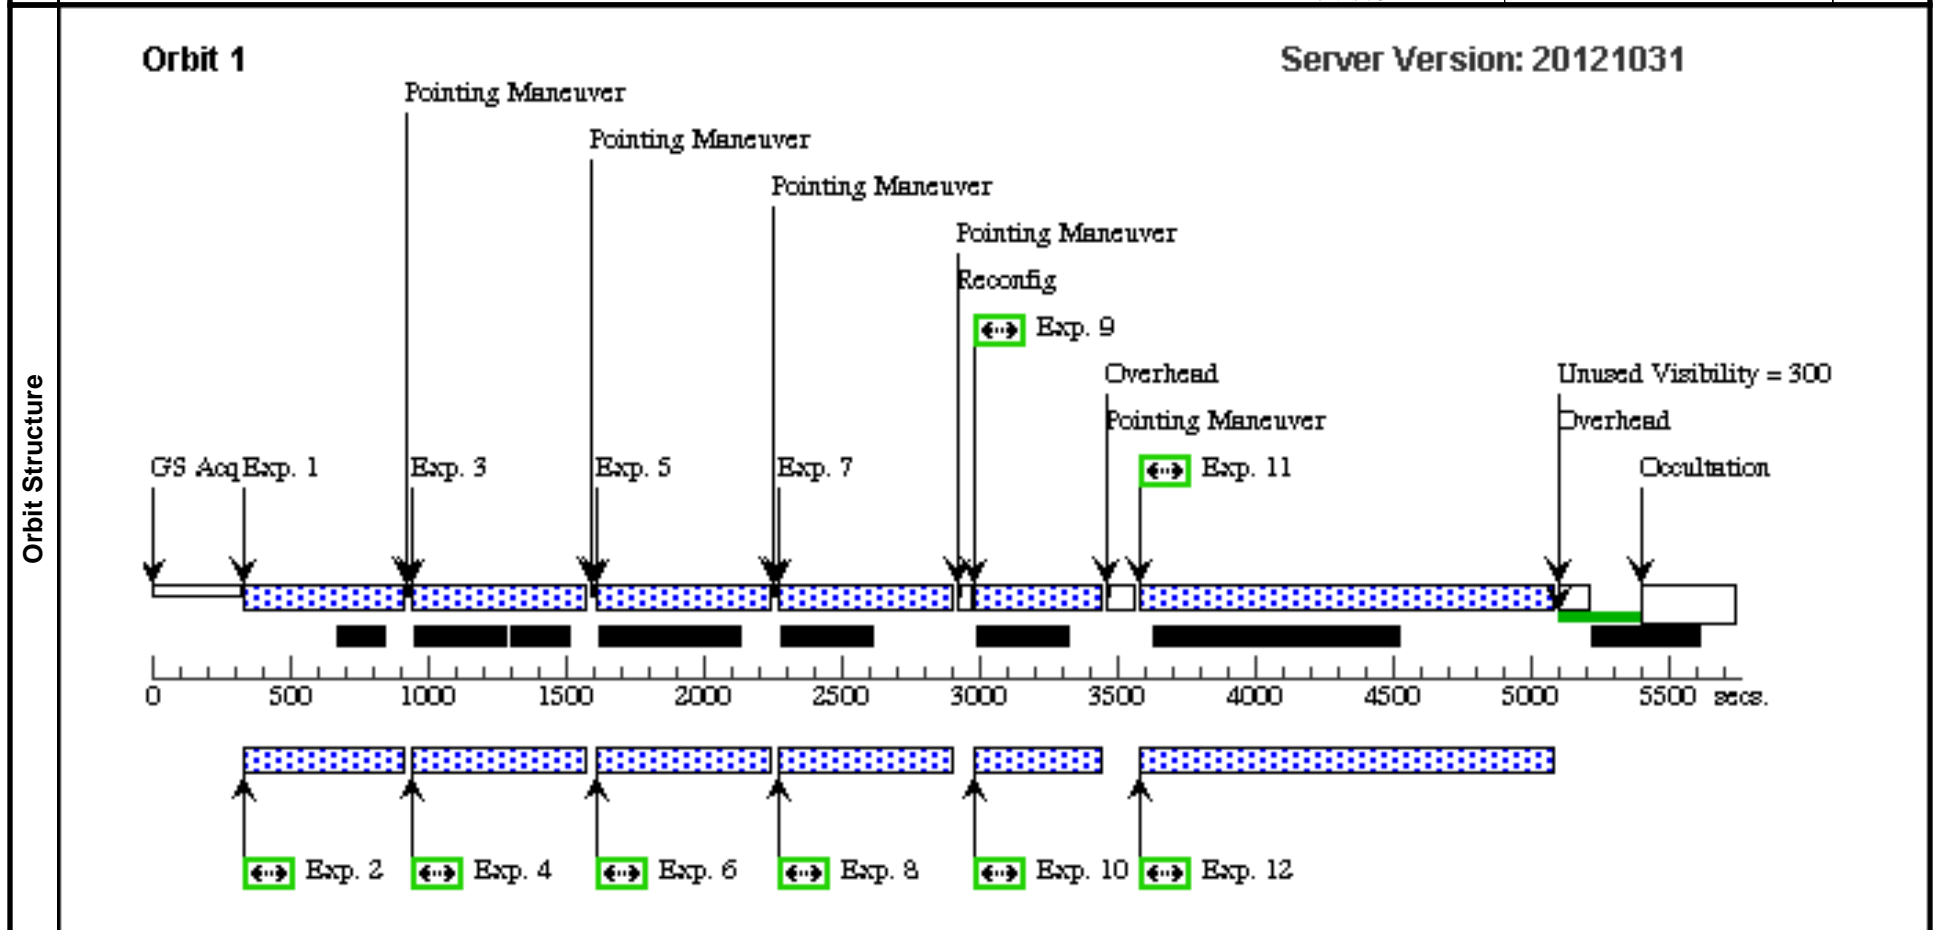 Orbit 1
Server Version: 20121031
Pointing Maneuver
Pointing Maneuver
Pointing Maneuver
Pointing Maneuver
Reconfig
Exp. 9
Overhead
Unused Visibility = 300
Pointing Maneuver
Overhead
GS Acq
Exp. 1
Exp. 3
Exp. 5
Exp. 7
Exp. 11
Occultation
Orbit Structure
0 500 1000 1500 2000 2500 3000 3500 4000 4500 5000 5500 secs.
Exp. 2
Exp. 4
Exp. 6
Exp. 8
Exp. 10
Exp. 12